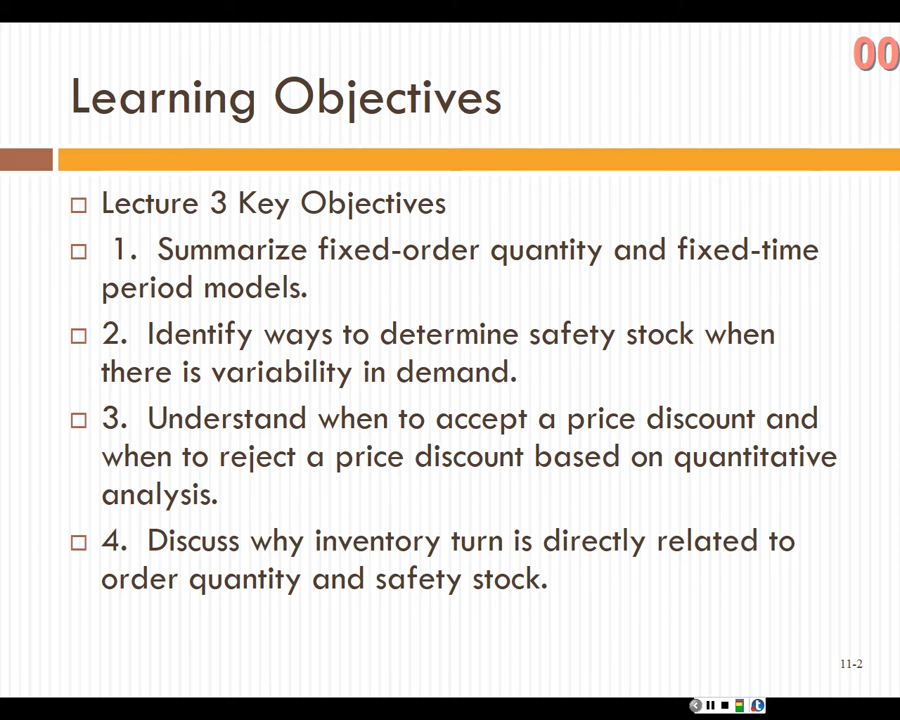 00
Learning Objectives
Lecture 3 Key Objectives
1. Summarize fixed-order quantity and fixed-time
period models.
2. Identify ways to determine safety stock when
there is variability in demand.
3. Understand when to accept a price discount and
when to reject a price discount based on quantitative
analysis.
4. Discuss why inventory turn is directly related to
order quantity and safety stock.
11-2